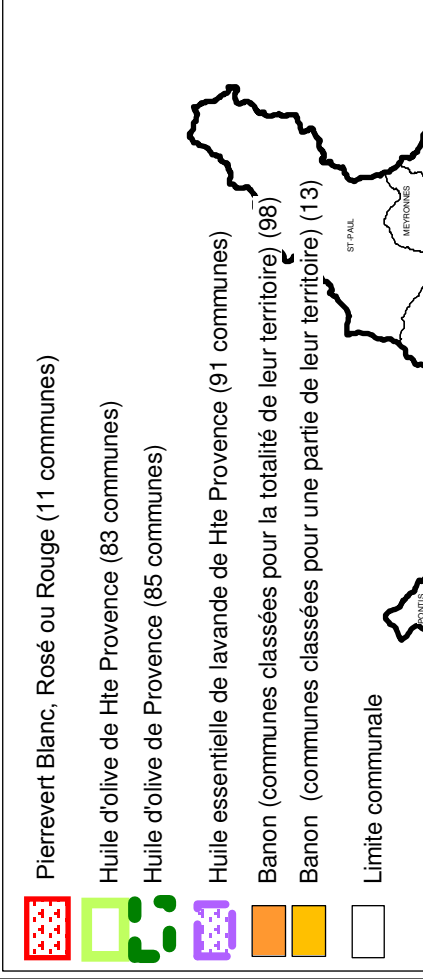 Pierrevert Blanc, Rosé ou Rouge (11 communes)
Huile d'olive de Hte Provence (83 communes)
Huile d'olive de Provence (85 communes)
Huile essentielle de lavande de Hte Provence (91 communes)
Banon (communes classées pour la totalité de leur territoire) (98)
Banon (communes classées pour une partie de leur territoire) (13)
Limite communale
ST-PAUL
MEYRONNES
PONTIS